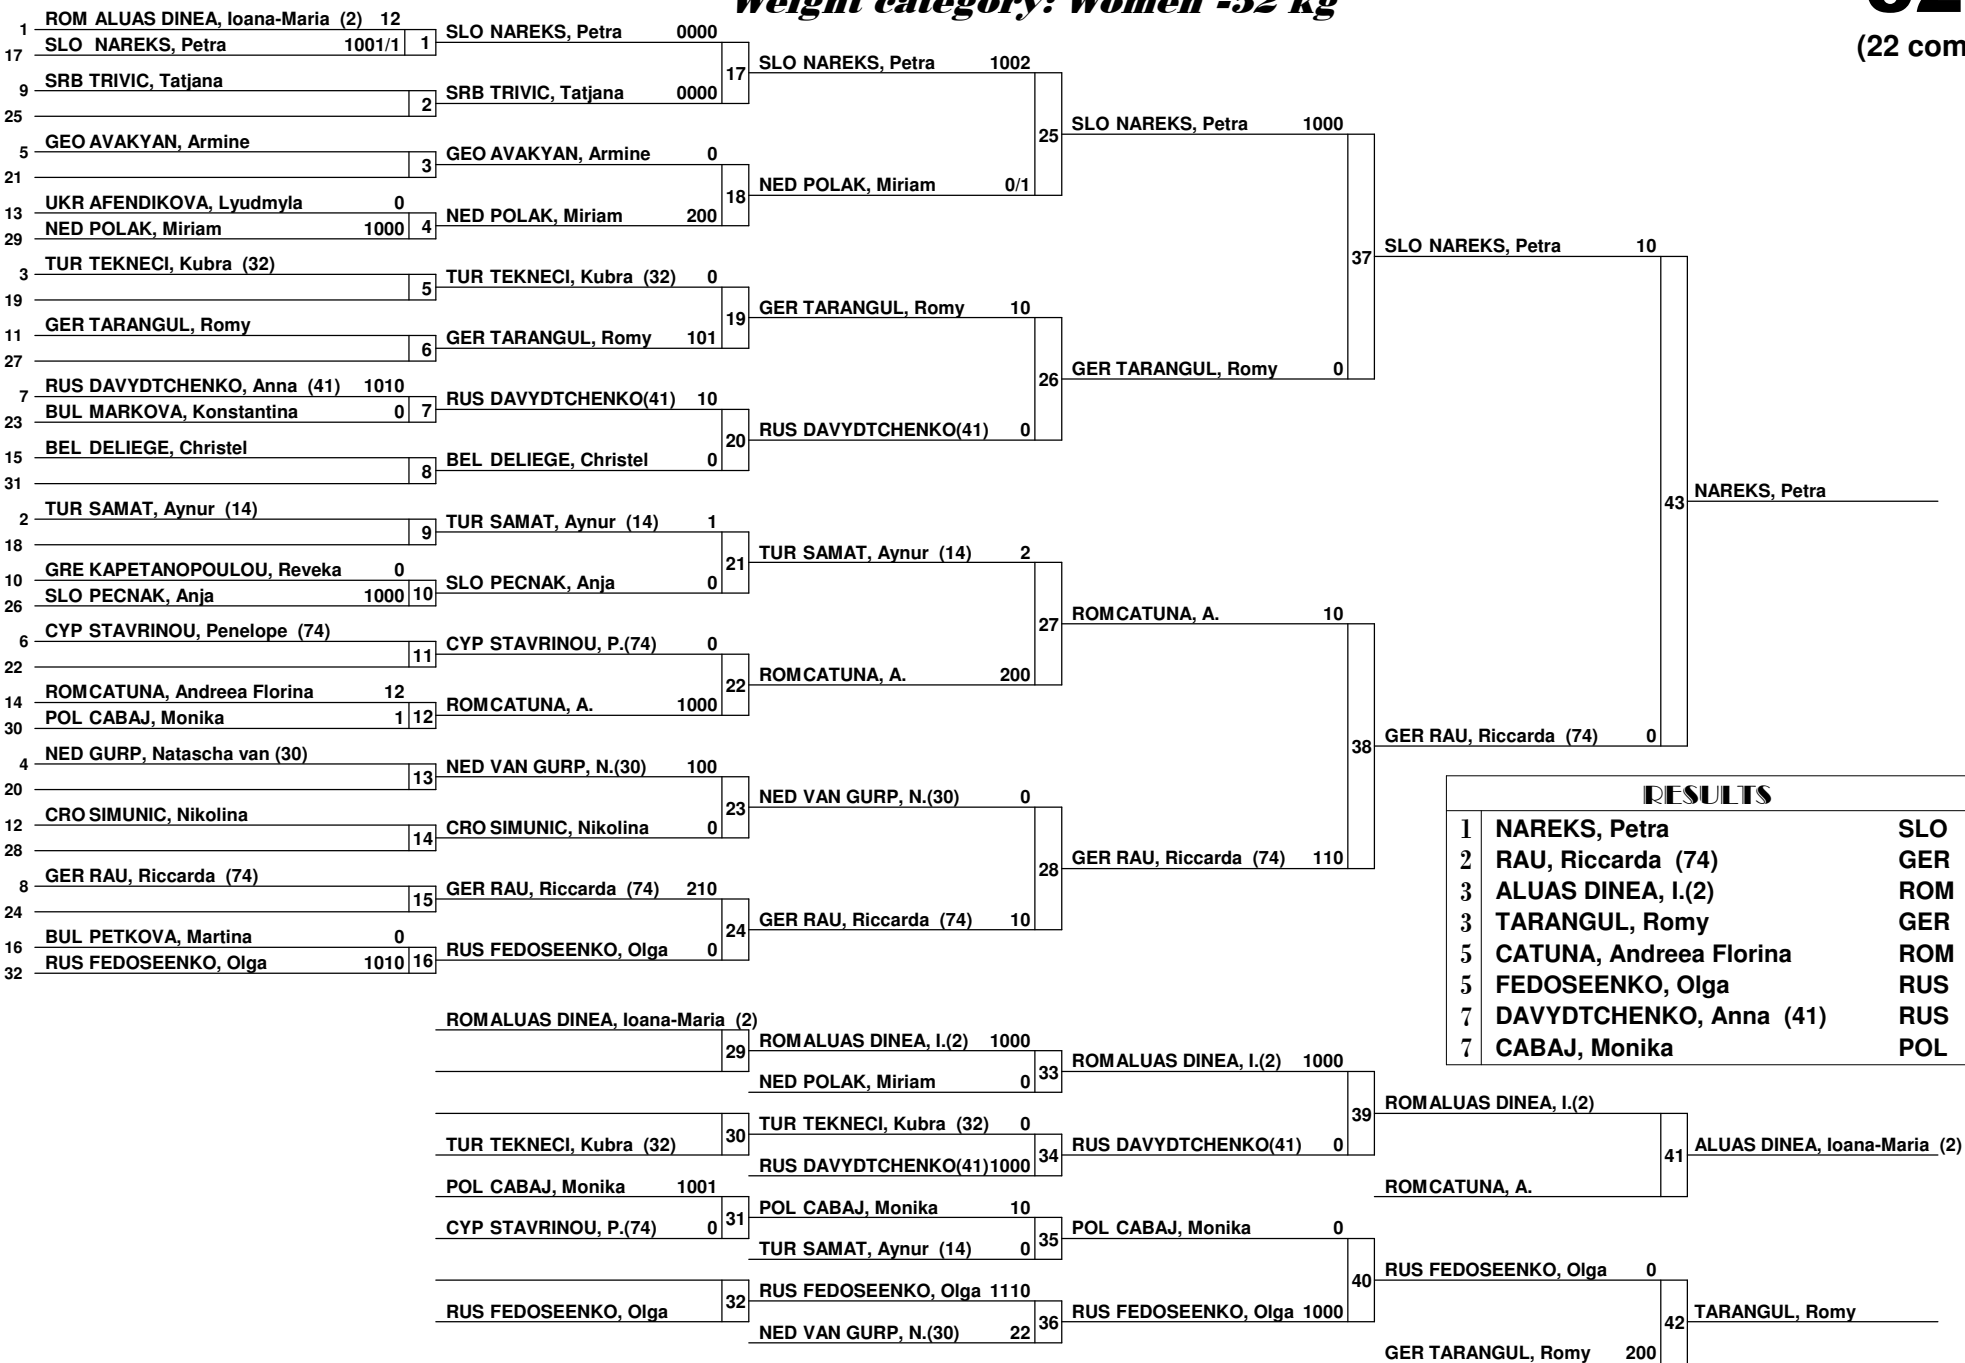 Weight category: Women -52 kg
(22 com
1 ROM ALUAS DINEA, Ioana-Maria (2) 12
17 SLO NAREKS, Petra 1001/1 1
9 SRB TRIVIC, Tatjana
25 2
5 GEO AVAKYAN, Armine
21 3
13 UKR AFENDIKOVA, Lyudmyla 0
29 NED POLAK, Miriam 1000 4
3 TUR TEKNECI, Kubra (32)
19 5
11 GER TARANGUL, Romy
27 6
7 RUS DAVYDTCHENKO, Anna (41) 1010
23 BUL MARKOVA, Konstantina 0 7
15 BEL DELIEGE, Christel
31 8
2 TUR SAMAT, Aynur (14)
18 9
10 GRE KAPETANOPOULOU, Reveka 0
26 SLO PECNAK, Anja 1000 10
6 CYP STAVRINOU, Penelope (74)
22 11
14 ROM CATUNA, Andreea Florina 12
30 POL CABAJ, Monika 1 12
4 NED GURP, Natascha van (30)
20 13
12 CRO SIMUNIC, Nikolina
28 14
8 GER RAU, Riccarda (74)
24 15
16 BUL PETKOVA, Martina 0
32 RUS FEDOSEENKO, Olga 1010 16
SLO NAREKS, Petra 0000
17
SRB TRIVIC, Tatjana 0000
GEO AVAKYAN, Armine 0
18
NED POLAK, Miriam 200
TUR TEKNECI, Kubra (32) 0
19
GER TARANGUL, Romy 101
RUS DAVYDTCHENKO(41) 10
20
BEL DELIEGE, Christel 0
TUR SAMAT, Aynur (14) 1
21
SLO PECNAK, Anja 0
CYP STAVRINOU, P.(74) 0
22
ROM CATUNA, A. 1000
NED VAN GURP, N.(30) 100
23
CRO SIMUNIC, Nikolina 0
GER RAU, Riccarda (74) 210
24
RUS FEDOSEENKO, Olga 0
SLO NAREKS, Petra 1002
25
NED POLAK, Miriam 0/1
GER TARANGUL, Romy 10
26
RUS DAVYDTCHENKO(41) 0
TUR SAMAT, Aynur (14) 2
27
ROM CATUNA, A. 200
NED VAN GURP, N.(30) 0
28
GER RAU, Riccarda (74) 10
SLO NAREKS, Petra 1000
37
GER TARANGUL, Romy 0
ROM CATUNA, A. 10
38
GER RAU, Riccarda (74) 110
SLO NAREKS, Petra 10
43
GER RAU, Riccarda (74) 0
NAREKS, Petra
RESULTS
1 NAREKS, Petra SLO
2 RAU, Riccarda (74) GER
3 ALUAS DINEA, I.(2) ROM
3 TARANGUL, Romy GER
5 CATUNA, Andreea Florina ROM
5 FEDOSEENKO, Olga RUS
7 DAVYDTCHENKO, Anna (41) RUS
7 CABAJ, Monika POL
ROM ALUAS DINEA, Ioana-Maria (2)
29
30
TUR TEKNECI, Kubra (32)
POL CABAJ, Monika 1001
31
CYP STAVRINOU, P.(74) 0
32
RUS FEDOSEENKO, Olga
ROM ALUAS DINEA, I.(2) 1000
33
NED POLAK, Miriam 0
TUR TEKNECI, Kubra (32) 0
34
RUS DAVYDTCHENKO(41) 1000
POL CABAJ, Monika 10
35
TUR SAMAT, Aynur (14) 0
RUS FEDOSEENKO, Olga 1110
36
NED VAN GURP, N.(30) 22
ROM ALUAS DINEA, I.(2) 1000
39
RUS DAVYDTCHENKO(41) 0
POL CABAJ, Monika 0
40
RUS FEDOSEENKO, Olga 1000
ROM ALUAS DINEA, I.(2)
41
ROM CATUNA, A.
ALUAS DINEA, Ioana-Maria (2)
RUS FEDOSEENKO, Olga 0
42
GER TARANGUL, Romy 200
TARANGUL, Romy